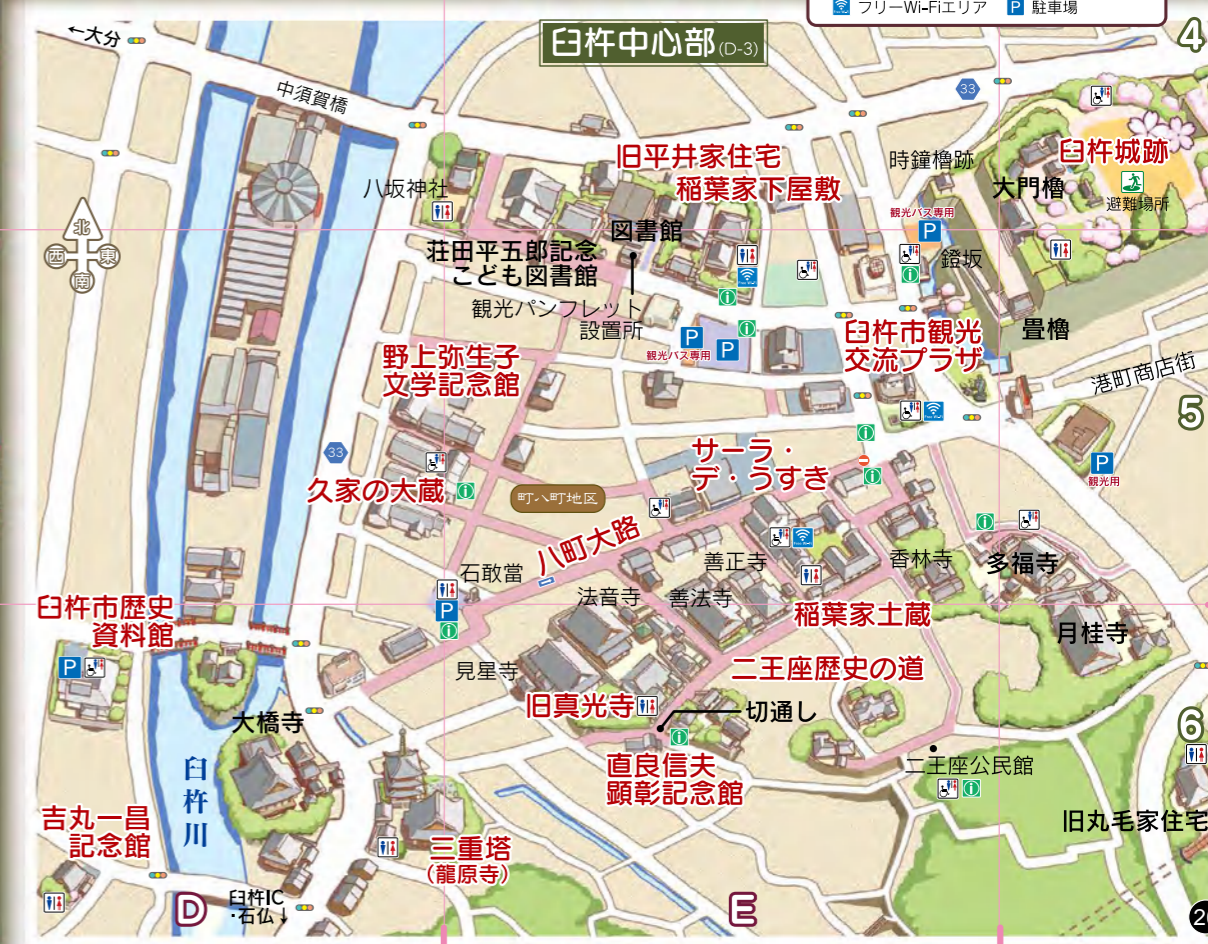 フリーWi-Fiエリア P 駐車場
臼杵中心部(D-3)
4
←大分
中須賀橋
33
旧平井家住宅
稲葉家下屋敷
時鐘櫓跡
臼杵城跡
大門櫓
避難場所
八坂神社
観光バス専用
P
北
西 東
南
図書館
荘田平五郎記念
こども図書館
鐙坂
観光パンフレット
設置所
畳櫓
臼杵市観光
交流プラザ
P
観光バス専用
P
野上弥生子
文学記念館
港町商店街
5
33
サーラ・
デ・うすき
P
観光用
久家の大蔵
町八町地区
八町大路
石敢當
善正寺
香林寺
多福寺
法音寺
善法寺
稲葉家土蔵
P
臼杵市歴史
資料館
月桂寺
P
見星寺
二王座歴史の道
旧真光寺
切通し
大橋寺
6
直良信夫
顕彰記念館
二王座公民館
臼杵川
吉丸一昌
記念館
旧丸毛家住宅
三重塔
(龍原寺)
臼杵IC
・石仏↓
D
E